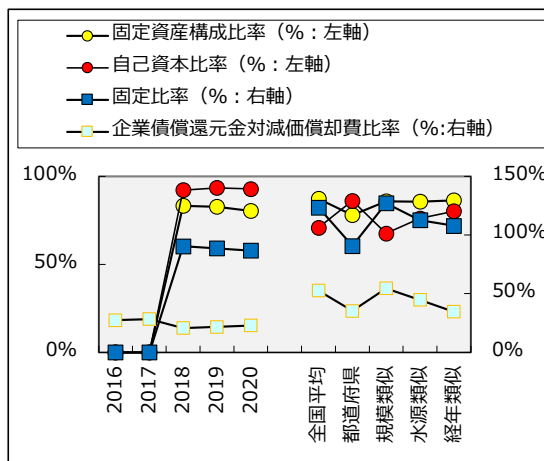 固定資産構成比率（%：左軸）
自己資本比率（%：左軸）
固定比率（%：右軸）
企業債償還元金対減価償却費比率（%:右軸）
100%
50%
0%
150%
100%
50%
0%
2016
2017
2018
2019
2020
全国平均
都道府県
規模類似
水源類似
経年類似